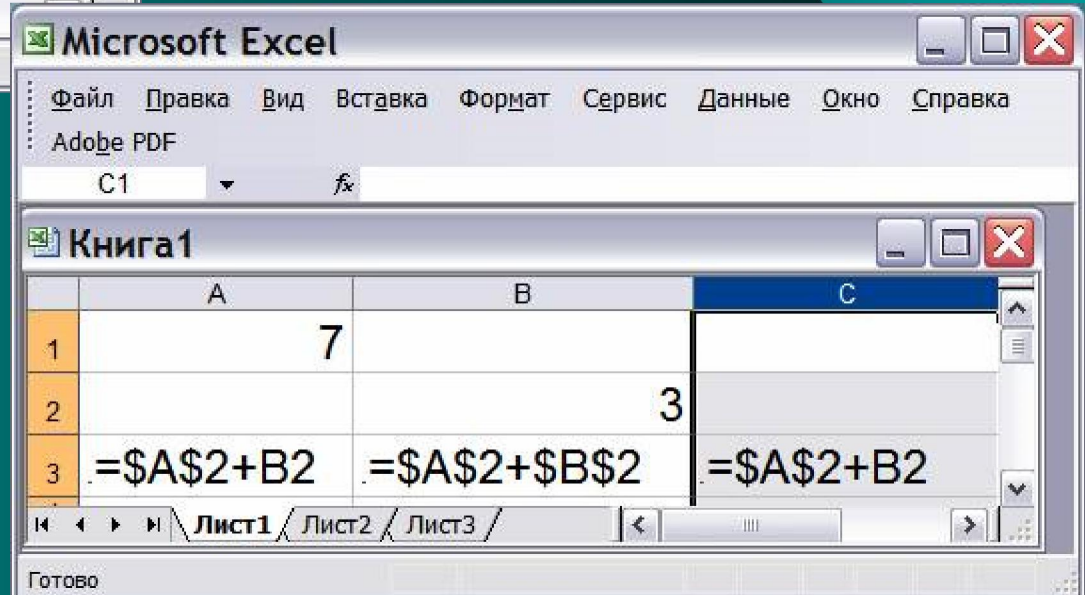 Microsoft Excel
Файл Правка Вид Вставка Формат Сервис Данные Окно Справка
Adobe PDF
C1 fx
Книга1
A B C
1 7
2 3
3 .=$A$2+B2 .=$A$2+$B$2 .=$A$2+B2
Лист1 Лист2 Лист3
Готово